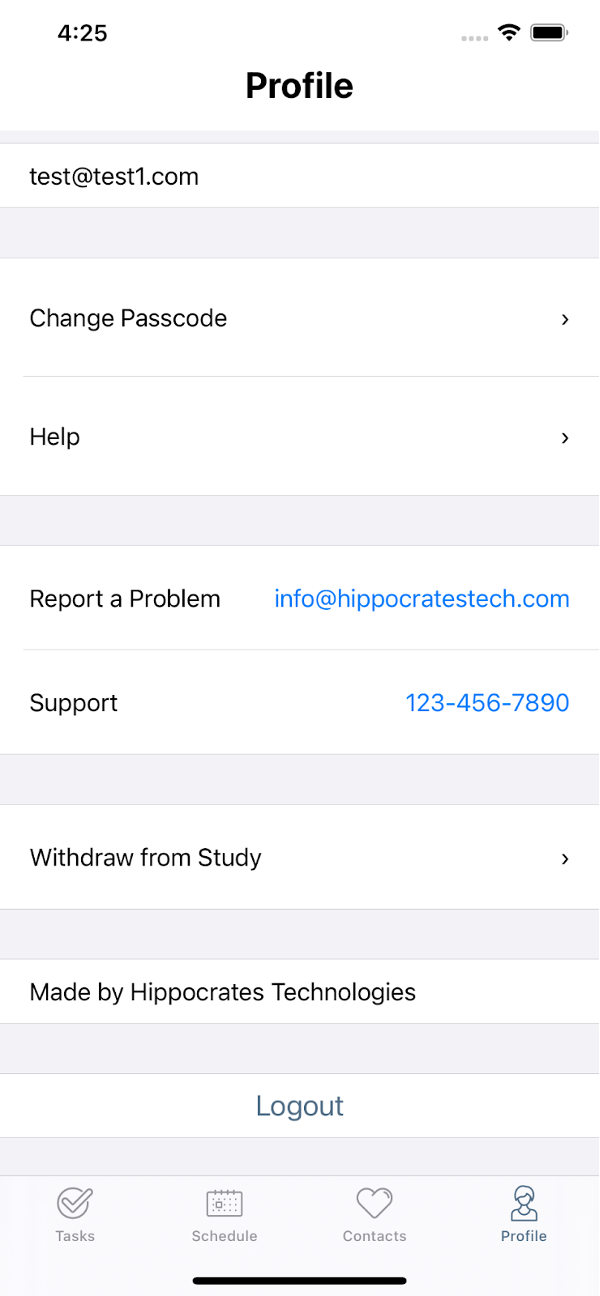 4:25
Profile
test@test1.com
Change Passcode ›
Help ›
Report a Problem info@hippocratestech.com
Support 123-456-7890
Withdraw from Study ›
Made by Hippocrates Technologies
Logout
Tasks Schedule Contacts Profile